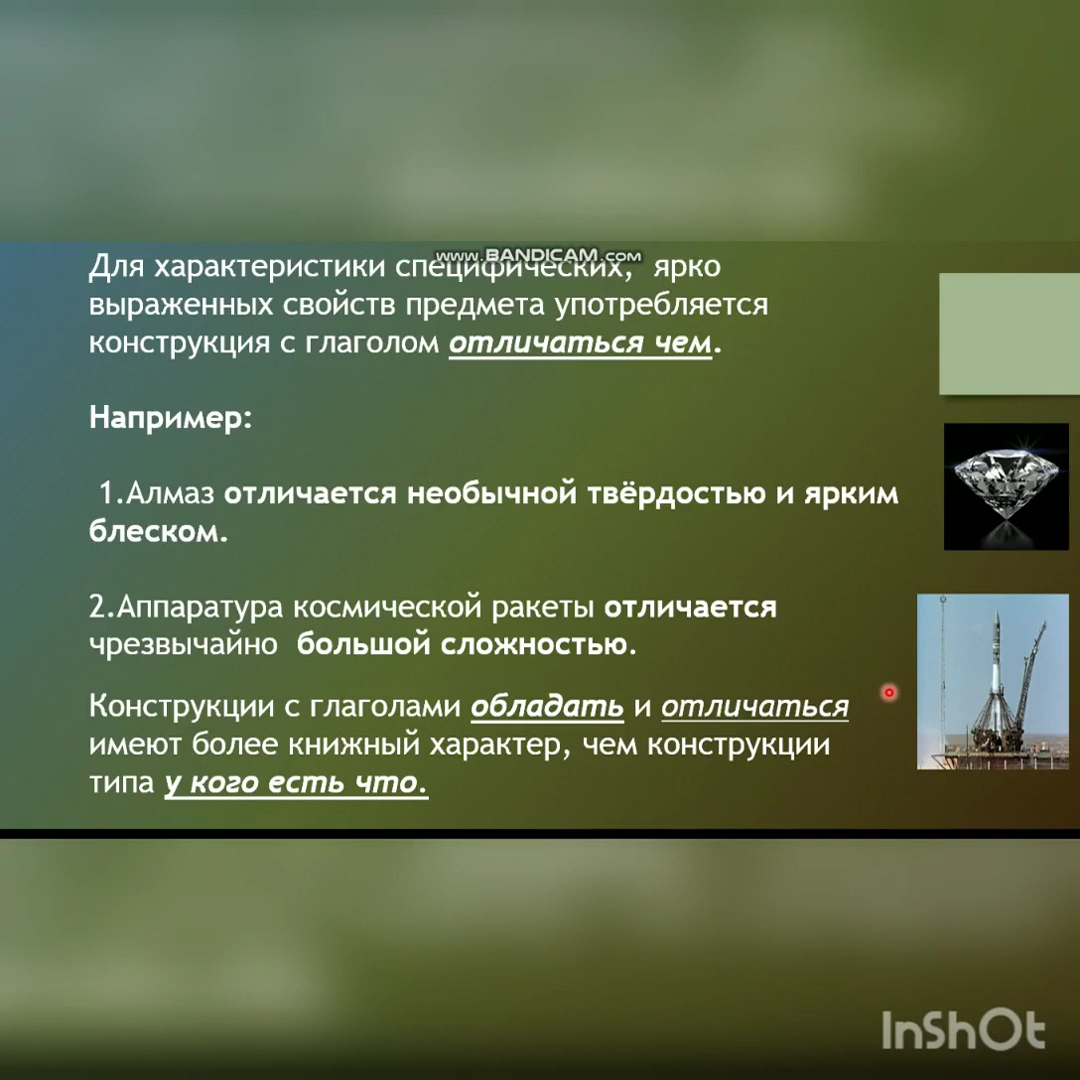 www.BANDICAM.com
Для характеристики специфических, ярко
выраженных свойств предмета употребляется
конструкция с глаголом отличаться чем.
Например:
1.Алмаз отличается необычной твёрдостью и ярким
блеском.
2.Аппаратура космической ракеты отличается
чрезвычайно большой сложностью.
Конструкции с глаголами обладать и отличаться
имеют более книжный характер, чем конструкции
типа у кого есть что.
InShOt